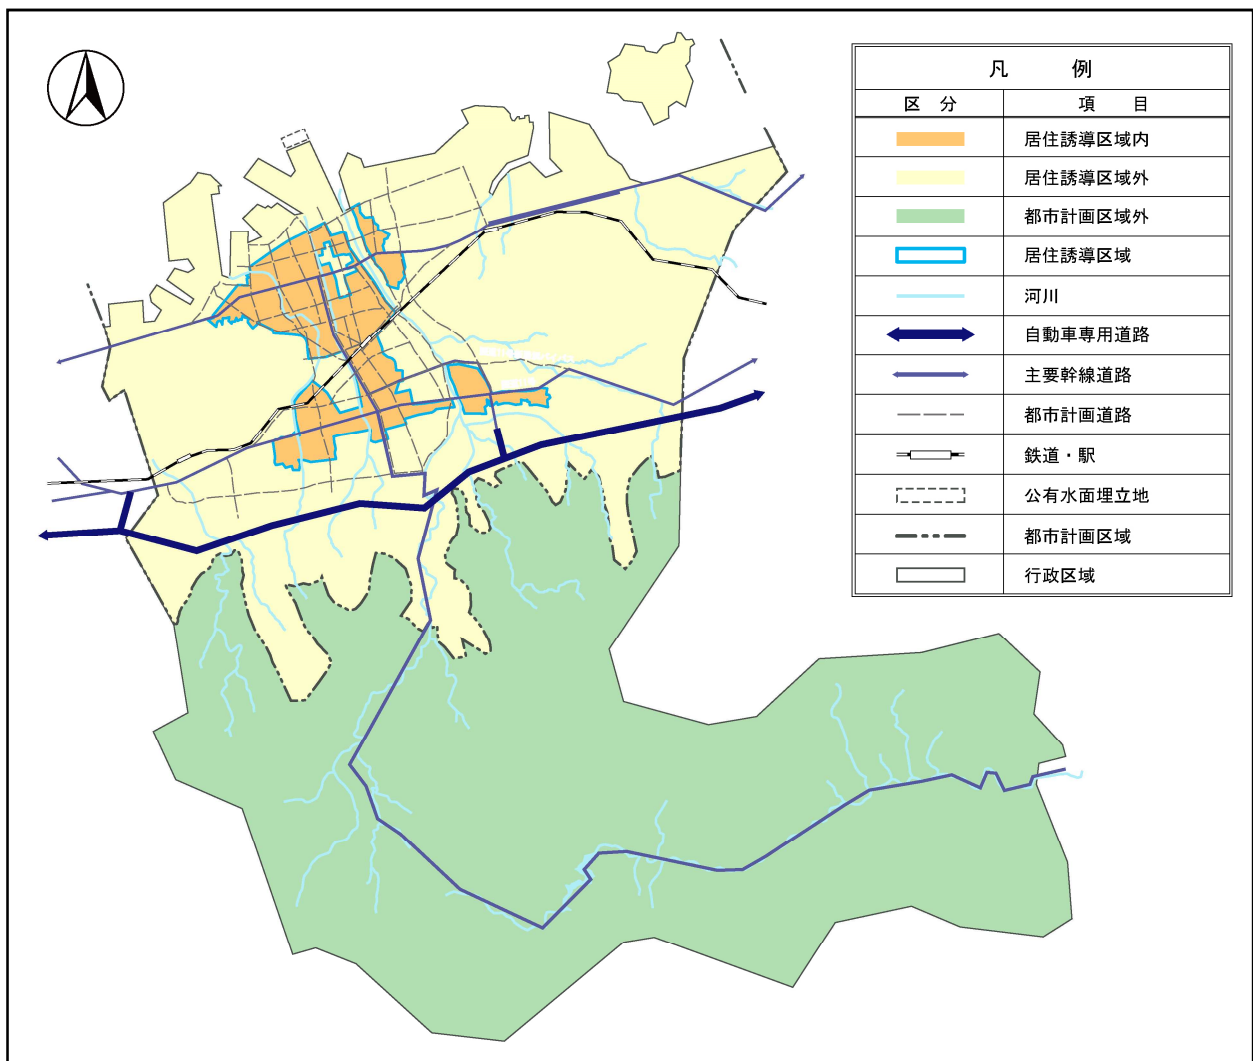 凡 例
区 分 項 目
居住誘導区域内
居住誘導区域外
都市計画区域外
居住誘導区域
河川
自動車専用道路
主要幹線道路
都市計画道路
鉄道・駅
公有水面埋立地
都市計画区域
行政区域